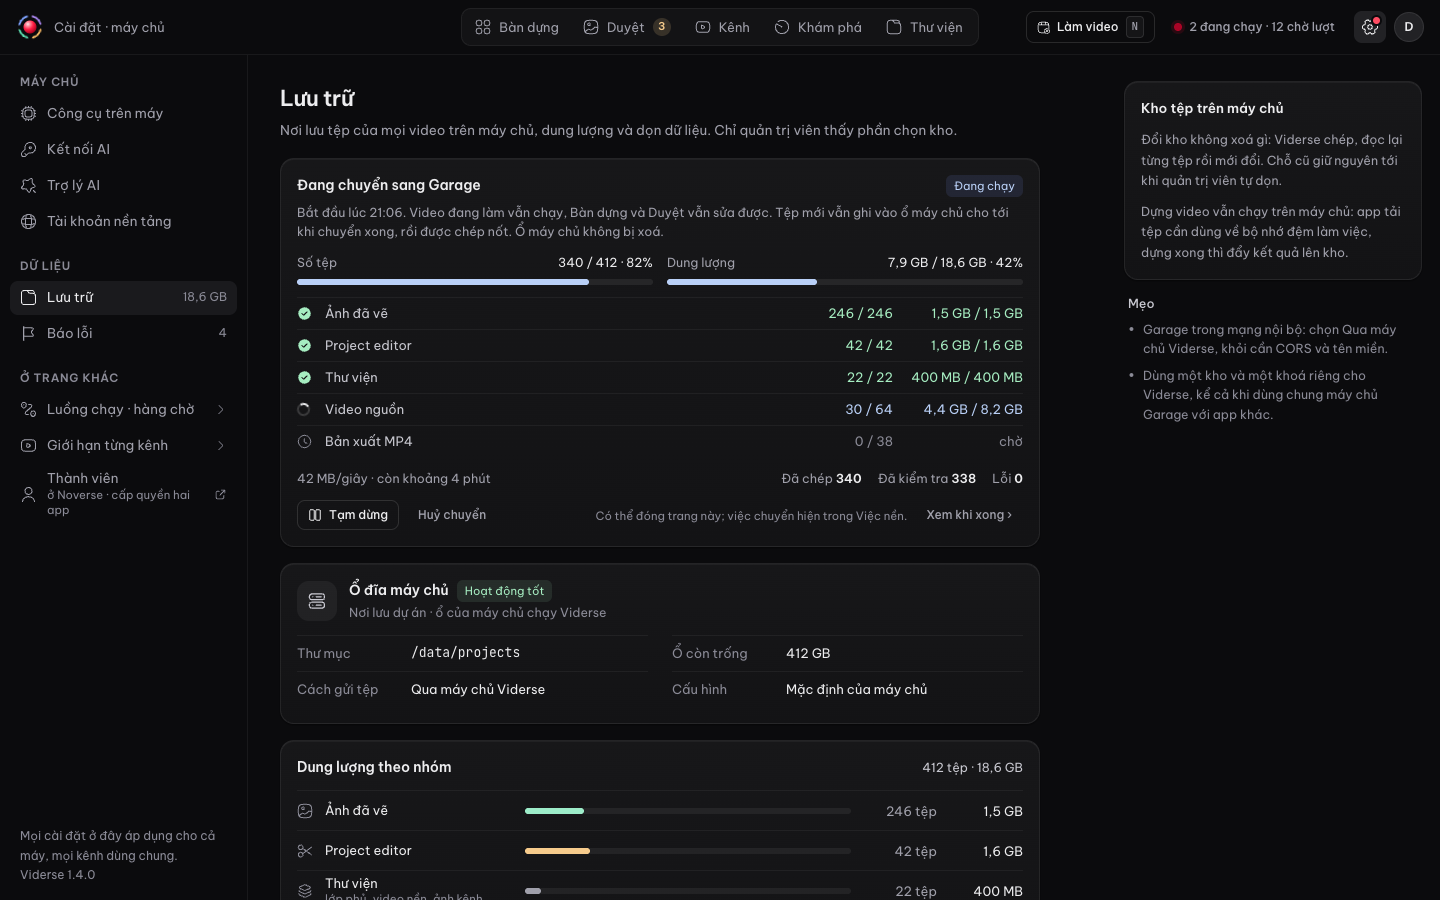 Cài đặt · máy chủ
Bàn dựng
Duyệt 3
Kênh
Khám phá
Thư viện
Làm video N
2 đang chạy · 12 chờ lượt
D
MÁY CHỦ
Công cụ trên máy
Kết nối AI
Trợ lý AI
Tài khoản nền tảng
DỮ LIỆU
Lưu trữ 18,6 GB
Báo lỗi 4
Ở TRANG KHÁC
Luồng chạy · hàng chờ
Giới hạn từng kênh
Thành viên
ở Noverse · cấp quyền hai
app
Mọi cài đặt ở đây áp dụng cho cả
máy, mọi kênh dùng chung.
Viderse 1.4.0
Lưu trữ
Nơi lưu tệp của mọi video trên máy chủ, dung lượng và dọn dữ liệu. Chỉ quản trị viên thấy phần chọn kho.
Đang chuyển sang Garage Đang chạy
Bắt đầu lúc 21:06. Video đang làm vẫn chạy, Bàn dựng và Duyệt vẫn sửa được. Tệp mới vẫn ghi vào ổ máy chủ cho tới
khi chuyển xong, rồi được chép nốt. Ổ máy chủ không bị xoá.
Số tệp 340 / 412 · 82% Dung lượng 7,9 GB / 18,6 GB · 42%
Ảnh đã vẽ 246 / 246 1,5 GB / 1,5 GB
Project editor 42 / 42 1,6 GB / 1,6 GB
Thư viện 22 / 22 400 MB / 400 MB
Video nguồn 30 / 64 4,4 GB / 8,2 GB
Bản xuất MP4 0 / 38 chờ
42 MB/giây · còn khoảng 4 phút Đã chép 340 Đã kiểm tra 338 Lỗi 0
Tạm dừng Huỷ chuyển Có thể đóng trang này; việc chuyển hiện trong Việc nền. Xem khi xong ›
Ổ đĩa máy chủ Hoạt động tốt
Nơi lưu dự án · ổ của máy chủ chạy Viderse
Thư mục /data/projects Ổ còn trống 412 GB
Cách gửi tệp Qua máy chủ Viderse Cấu hình Mặc định của máy chủ
Dung lượng theo nhóm 412 tệp · 18,6 GB
Ảnh đã vẽ 246 tệp 1,5 GB
Project editor 42 tệp 1,6 GB
Thư viện 22 tệp 400 MB
lớp phủ, video nền, ảnh kênh
Kho tệp trên máy chủ
Đổi kho không xoá gì: Viderse chép, đọc lại
từng tệp rồi mới đổi. Chỗ cũ giữ nguyên tới
khi quản trị viên tự dọn.
Dựng video vẫn chạy trên máy chủ: app tải
tệp cần dùng về bộ nhớ đệm làm việc,
dựng xong thì đẩy kết quả lên kho.
Mẹo
• Garage trong mạng nội bộ: chọn Qua máy
chủ Viderse, khỏi cần CORS và tên miền.
• Dùng một kho và một khoá riêng cho
Viderse, kể cả khi dùng chung máy chủ
Garage với app khác.